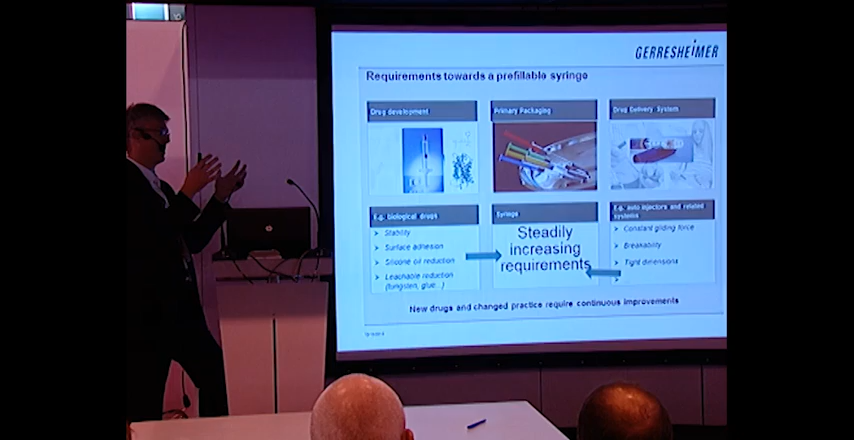 GERRESHEIMER
Requirements towards a prefillable syringe
Drug development
Primary Packaging
Drug Delivery System
E.g. biological drugs
Stability
Surface adhesion
Silicone oil reduction
Leachable reduction
(tungsten, glue...)
Syringe
Steadily
increasing
requirements
E.g. auto injectors and related
systems
Constant gliding force
Breakability
Tight dimensions
New drugs and changed practice require continuous improvements